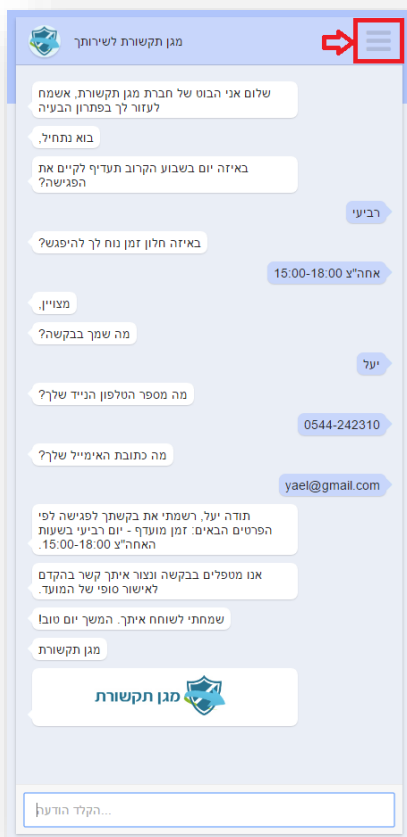 מגן תקשורת לשירותך
שלום אני הבוט של חברת מגן תקשורת, אשמח
לעזור לך בפתרון הבעיה
בוא נתחיל,
באיזה יום בשבוע הקרוב תעדיף לקיים את
הפגישה?
רביעי
באיזה חלון זמן נוח לך להיפגש?
אחה"צ 15:00-18:00
מצויין,
מה שמך בבקשה?
יעל
מה מספר הטלפון הנייד שלך?
0544-242310
מה כתובת האימייל שלך?
yael@gmail.com
תודה יעל, רשמתי את בקשתך לפגישה לפי
הפרטים הבאים: זמן מועדף - יום רביעי בשעות
האחה"צ 15:00-18:00.
אנו מטפלים בבקשה ונצור איתך קשר בהקדם
לאישור סופי של המועד.
שמחתי לשוחח איתך. המשך יום טוב!
מגן תקשורת
מגן תקשורת
הקלד הודעה...